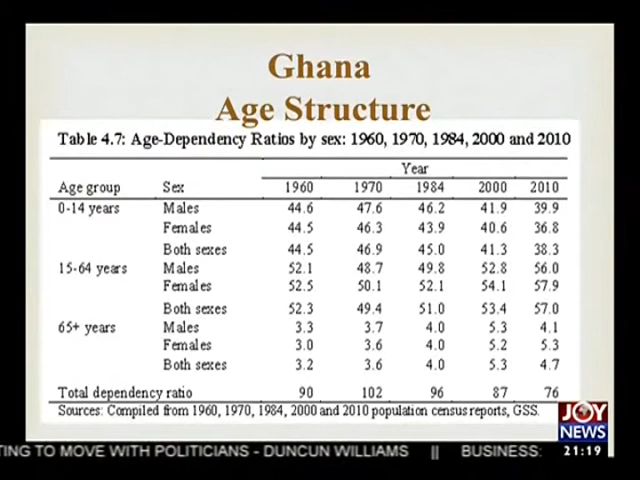 Ghana
Age Structure
Table 4.7: Age-Dependency Ratios by sex: 1960, 1970, 1984, 2000 and 2010
Year
Age group Sex 1960 1970 1984 2000 2010
0-14 years Males 44.6 47.6 46.2 41.9 39.9
Females 44.5 46.3 43.9 40.6 36.8
Both sexes 44.5 46.9 45.0 41.3 38.3
15-64 years Males 52.1 48.7 49.8 52.8 56.0
Females 52.5 50.1 52.1 54.1 57.9
Both sexes 52.3 49.4 51.0 53.4 57.0
65+ years Males 3.3 3.7 4.0 5.3 4.1
Females 3.0 3.6 4.0 5.2 5.3
Both sexes 3.2 3.6 4.0 5.3 4.7
Total dependency ratio 90 102 96 87 76
Sources: Compiled from 1960, 1970, 1984, 2000 and 2010 population census reports, GSS.
JOY
NEWS
TING TO MOVE WITH POLITICIANS - DUNCUN WILLIAMS || BUSINESS: 21:19